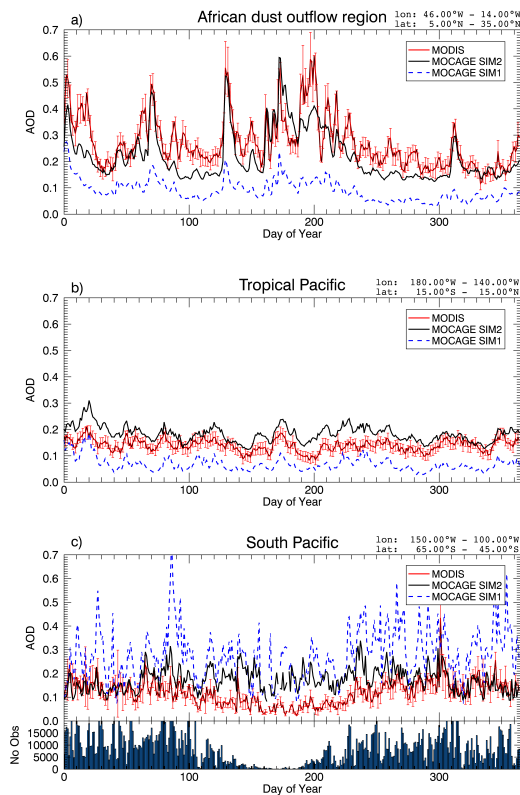 a) African dust outflow region lon: 46.00°W - 14.00°W
lat: 5.00°N - 35.00°N
0.7
0.6
0.5
0.4
0.3
0.2
0.1
0.0
AOD
MODIS
MOCAGE SIM2
MOCAGE SIM1
0 100 200 300
Day of Year
b) Tropical Pacific lon: 180.00°W - 140.00°W
lat: 15.00°S - 15.00°N
0.7
0.6
0.5
0.4
0.3
0.2
0.1
0.0
AOD
MODIS
MOCAGE SIM2
MOCAGE SIM1
0 100 200 300
Day of Year
c) South Pacific lon: 150.00°W - 100.00°W
lat: 65.00°S - 45.00°S
0.7
0.6
0.5
0.4
0.3
0.2
0.1
0.0
AOD
MODIS
MOCAGE SIM2
MOCAGE SIM1
15000
10000
5000
0
No Obs
0 100 200 300
Day of Year